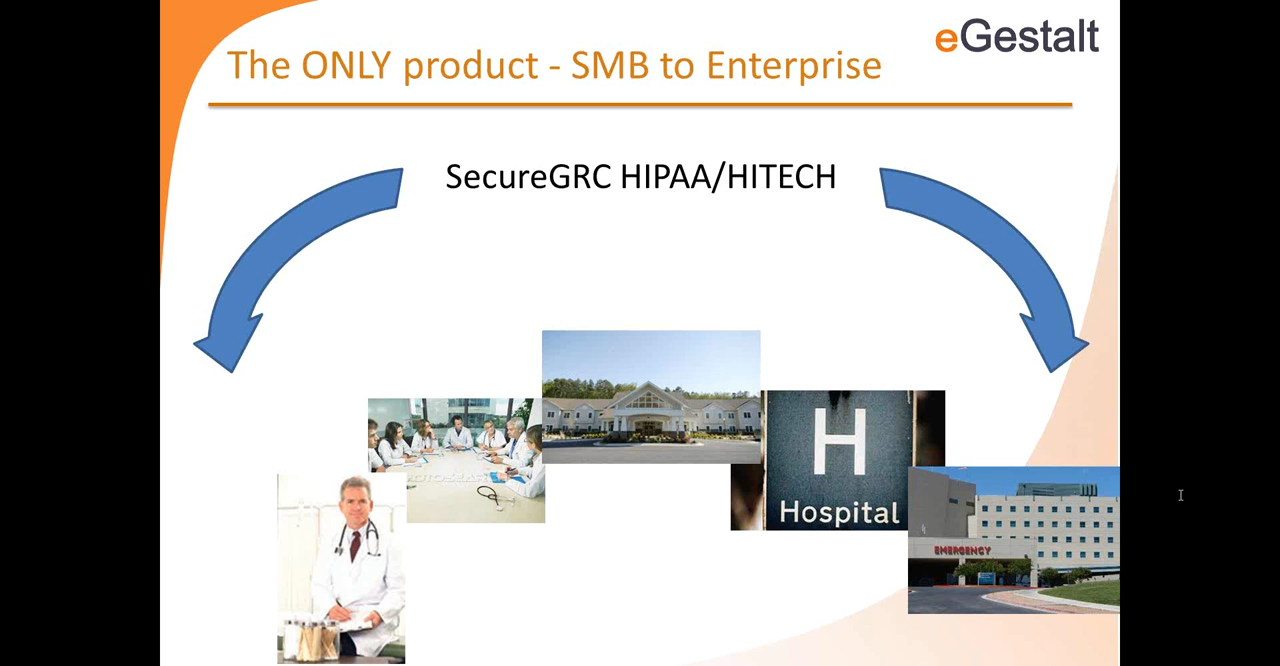 eGestalt
The ONLY product - SMB to Enterprise
SecureGRC HIPAA/HITECH
H
Hospital
EMERGENCY